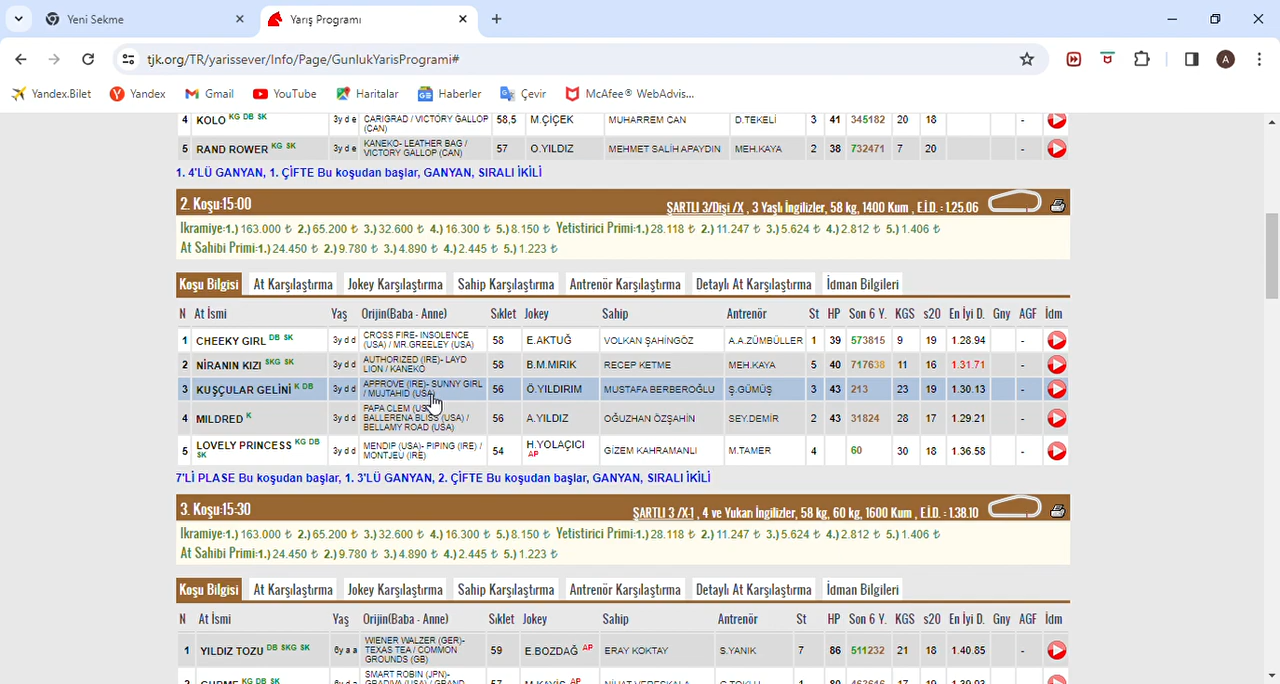 Yeni Sekme
Yarış Programı
tjk.org/TR/yarissever/Info/Page/GunlukYarisProgrami#
A
Yandex.Bilet Yandex Gmail YouTube Haritalar Haberler Çevir McAfee® WebAdvis...
4 KOLO KG DB SK 3y d e CARIGRAD / VICTORY GALLOP (CAN) 58,5 M.ÇİÇEK MUHARREM CAN D.TEKELİ 3 41 345182 20 18 -
5 RAND ROWER KG SK 3y d e KANEKO- LEATHER BAG / VICTORY GALLOP (CAN) 57 O.YILDIZ MEHMET SALİH APAYDIN MEH.KAYA 2 38 732471 7 20 -
1. 4'LÜ GANYAN, 1. ÇİFTE Bu koşudan başlar, GANYAN, SIRALI İKİLİ
2. Koşu:15:00 ŞARTLI 3/Dişi /X , 3 Yaşlı İngilizler, 58 kg, 1400 Kum , E.İ.D. : 1.25.06
İkramiye:1.) 163.000 ₺ 2.) 65.200 ₺ 3.) 32.600 ₺ 4.) 16.300 ₺ 5.) 8.150 ₺ Yetistirici Primi:1.) 28.118 ₺ 2.) 11.247 ₺ 3.) 5.624 ₺ 4.) 2.812 ₺ 5.) 1.406 ₺
At Sahibi Primi:1.) 24.450 ₺ 2.) 9.780 ₺ 3.) 4.890 ₺ 4.) 2.445 ₺ 5.) 1.223 ₺
Koşu Bilgisi At Karşılaştırma Jokey Karşılaştırma Sahip Karşılaştırma Antrenör Karşılaştırma Detaylı At Karşılaştırma İdman Bilgileri
N At İsmi Yaş Orijin(Baba - Anne) Sıklet Jokey Sahip Antrenör St HP Son 6 Y. KGS s20 En İyi D. Gny AGF İdm
1 CHEEKY GIRL DB SK 3y d d CROSS FIRE- INSOLENCE (USA) / MR.GREELEY (USA) 58 E.AKTUĞ VOLKAN ŞAHİNGÖZ A.A.ZÜMBÜLLER 1 39 573815 9 19 1.28.94 -
2 NİRANIN KIZI SKG SK 3y d d AUTHORIZED (IRE)- LAYD LION / KANEKO 58 B.M.MIRIK RECEP KETME MEH.KAYA 5 40 717638 11 16 1.31.71 -
3 KUŞÇULAR GELİNİ K DB 3y d d APPROVE (IRE)- SUNNY GIRL / MUJTAHID (USA) 56 Ö.YILDIRIM MUSTAFA BERBEROĞLU Ş.GÜMÜŞ 3 43 213 23 19 1.30.13 -
4 MILDRED K 3y d d PAPA CLEM (USA)- BALLERENA BLISS (USA) / BELLAMY ROAD (USA) 56 A.YILDIZ OĞUZHAN ÖZŞAHİN SEY.DEMİR 2 43 31824 28 17 1.29.21 -
5 LOVELY PRINCESS KG DB SK 3y d d MENDIP (USA)- PIPING (IRE) / MONTJEU (IRE) 54 H.YOLAÇICI AP GİZEM KAHRAMANLI M.TAMER 4 60 30 18 1.36.58 -
7'Lİ PLASE Bu koşudan başlar, 1. 3'LÜ GANYAN, 2. ÇİFTE Bu koşudan başlar, GANYAN, SIRALI İKİLİ
3. Koşu:15:30 ŞARTLI 3 /X-1 , 4 ve Yukarı İngilizler, 58 kg, 60 kg, 1600 Kum , E.İ.D. : 1.38.10
İkramiye:1.) 163.000 ₺ 2.) 65.200 ₺ 3.) 32.600 ₺ 4.) 16.300 ₺ 5.) 8.150 ₺ Yetistirici Primi:1.) 28.118 ₺ 2.) 11.247 ₺ 3.) 5.624 ₺ 4.) 2.812 ₺ 5.) 1.406 ₺
At Sahibi Primi:1.) 24.450 ₺ 2.) 9.780 ₺ 3.) 4.890 ₺ 4.) 2.445 ₺ 5.) 1.223 ₺
Koşu Bilgisi At Karşılaştırma Jokey Karşılaştırma Sahip Karşılaştırma Antrenör Karşılaştırma Detaylı At Karşılaştırma İdman Bilgileri
N At İsmi Yaş Orijin(Baba - Anne) Sıklet Jokey Sahip Antrenör St HP Son 6 Y. KGS s20 En İyi D. Gny AGF İdm
1 YILDIZ TOZU DB SKG SK 6y a a WIENER WALZER (GER)- TEXAS TEA / COMMON GROUNDS (GB) 59 E.BOZDAĞ AP ERAY KOKTAY S.YANIK 7 86 511232 21 18 1.40.85 -
SMART ROBIN (JPN)-